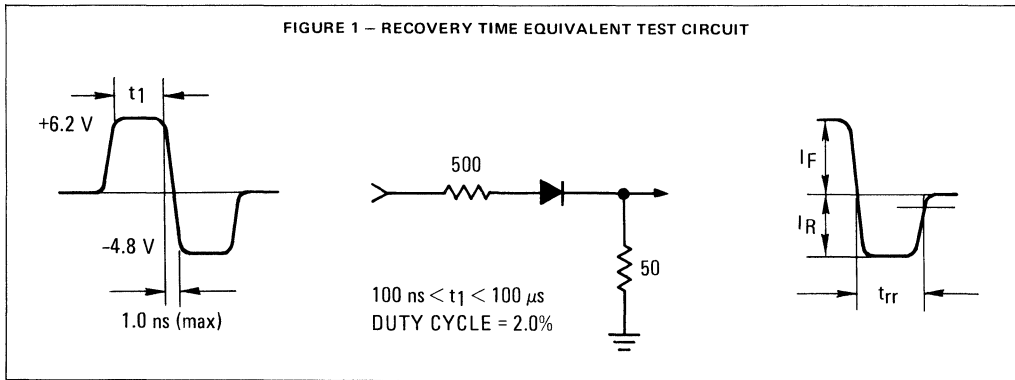 FIGURE 1 – RECOVERY TIME EQUIVALENT TEST CIRCUIT
t1
+6.2 V
–4.8 V
1.0 ns (max)
500
50
100 ns < t1 < 100 μs
DUTY CYCLE = 2.0%
IF
IR
trr